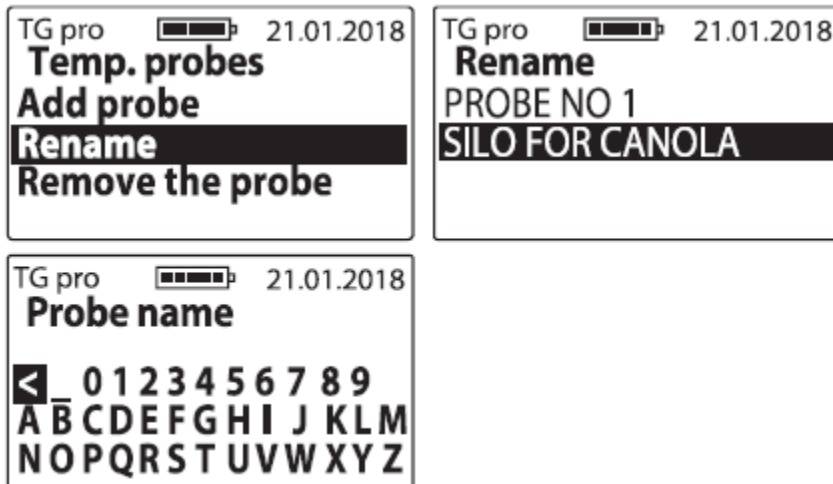 TG pro 21.01.2018
Temp. probes
Add probe
Rename
Remove the probe
TG pro 21.01.2018
Rename
PROBE NO 1
SILO FOR CANOLA
TG pro 21.01.2018
Probe name
< _ 0 1 2 3 4 5 6 7 8 9
A B C D E F G H I J K L M
N O P Q R S T U V W X Y Z